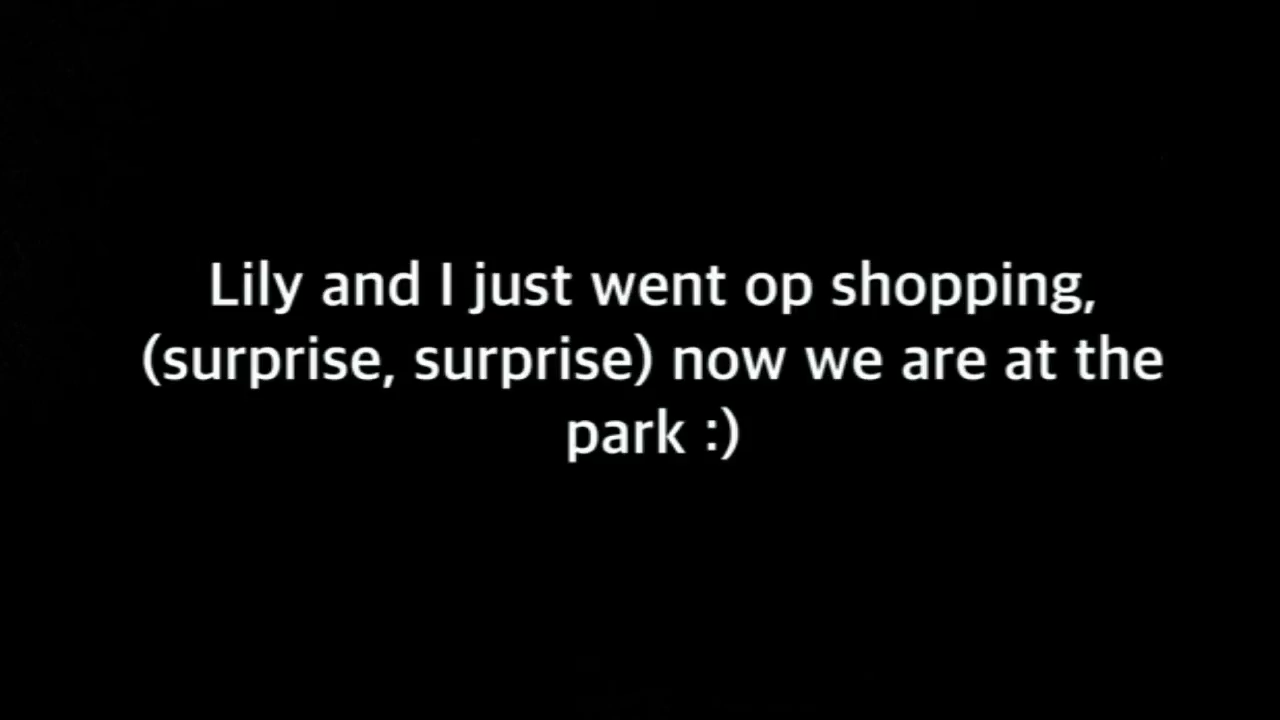 Lily and I just went op shopping,
(surprise, surprise) now we are at the
park :)